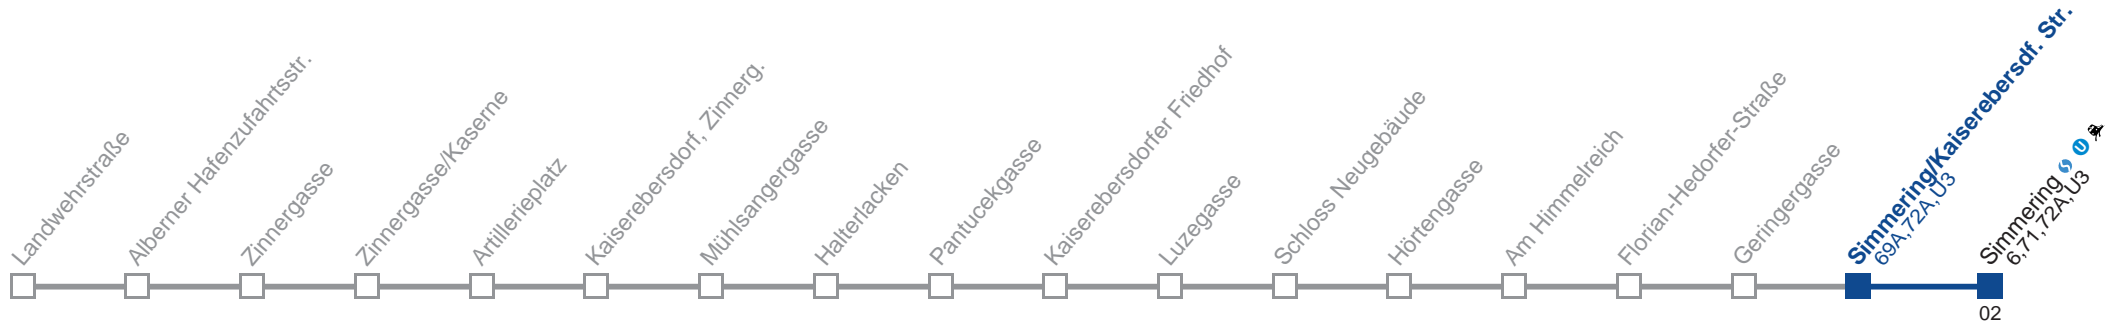 Landwehrstraße
Alberner Hafenzufahrtsstr.
Zinnergasse
Zinnergasse/Kaserne
Artillerieplatz
Kaiserebersdorf, Zinnerg.
Mühlsangergasse
Halterlacken
Pantucekgasse
Kaiserebersdorfer Friedhof
Luzegasse
Schloss Neugebäude
Hörtengasse
Am Himmelreich
Florian-Hedorfer-Straße
Geringergasse
Simmering/Kaiserebersdf. Str.
69A,72A,U3
Simmering U
6,71,72A,U3
02